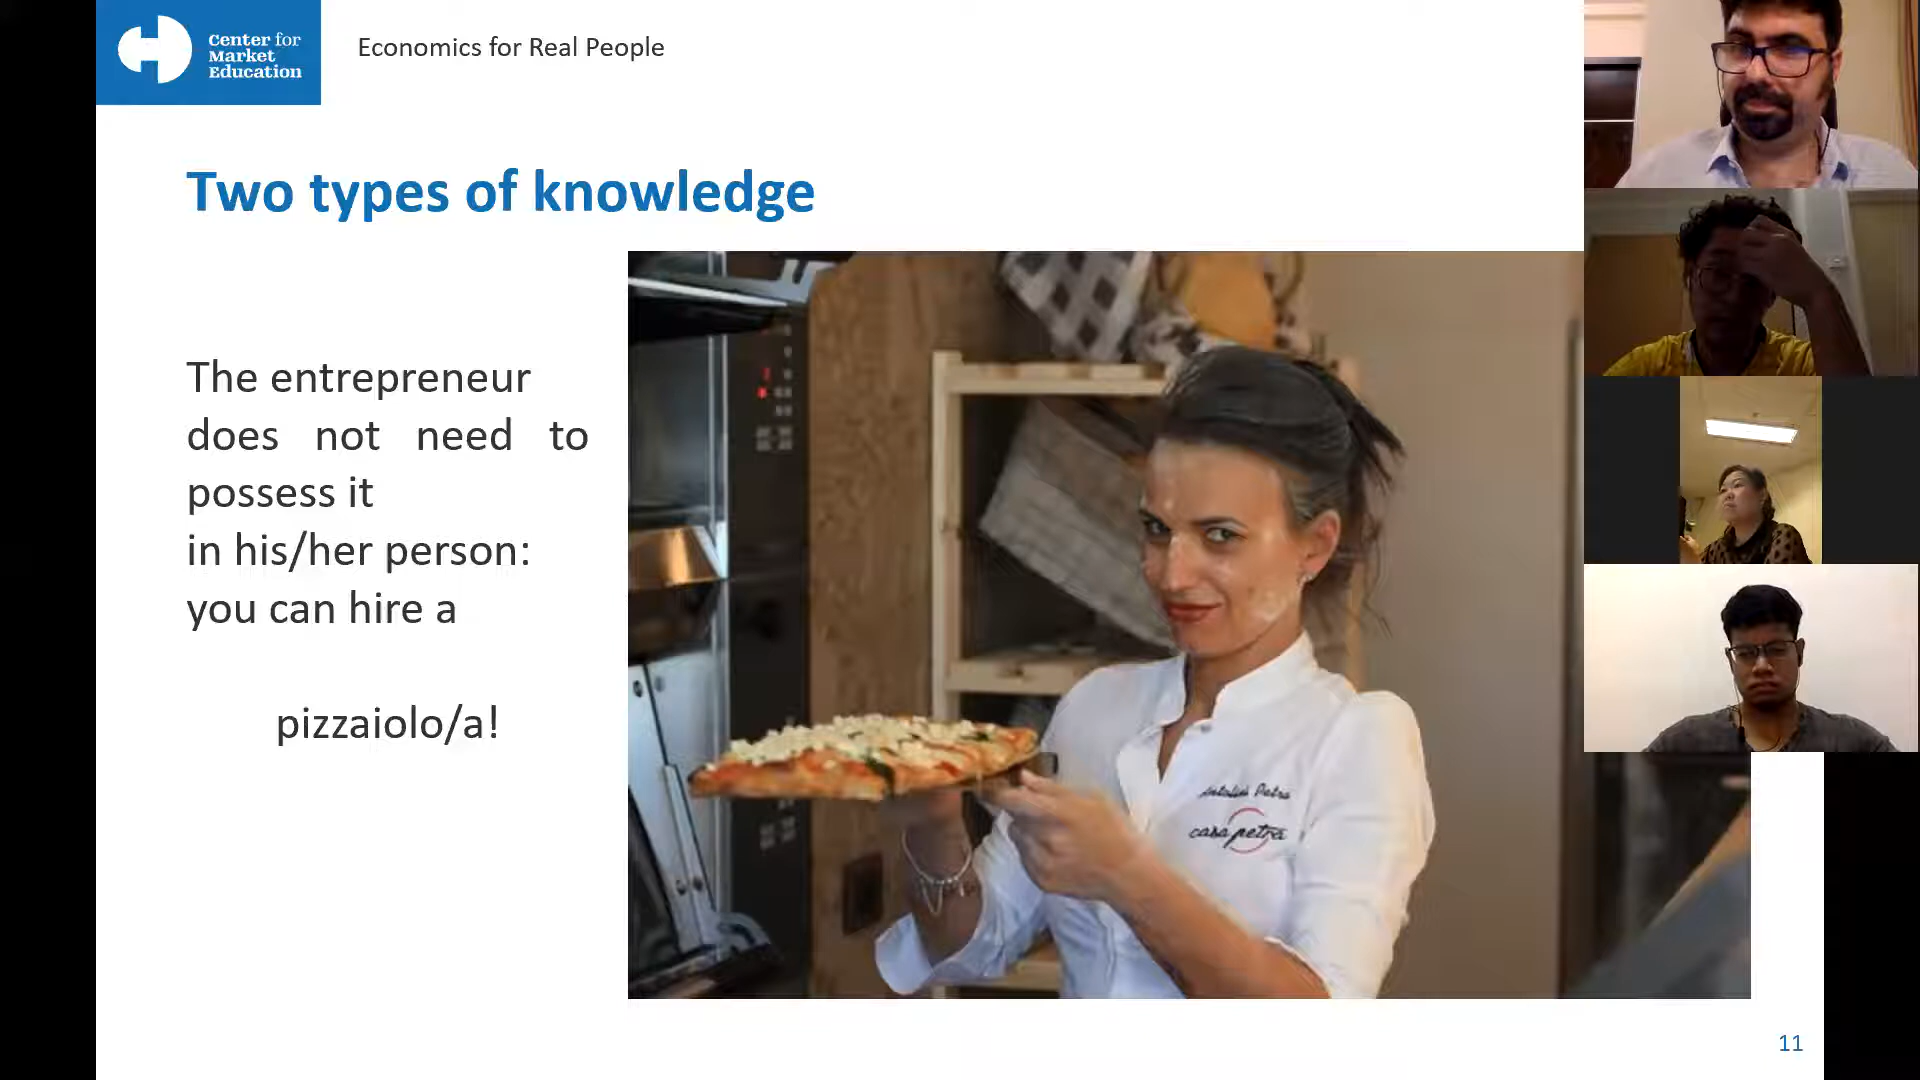 Center for
Market
Education
Economics for Real People
Two types of knowledge
The entrepreneur
does not need to
possess it
in his/her person:
you can hire a
pizzaiolo/a!
Petra
casa petra
11